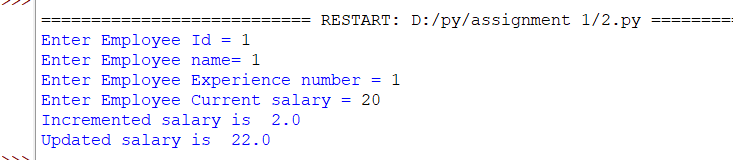 >>>
=========================== RESTART: D:/py/assignment 1/2.py =========
Enter Employee Id = 1
Enter Employee name= 1
Enter Employee Experience number = 1
Enter Employee Current salary = 20
Incremented salary is  2.0
Updated salary is  22.0
>>>